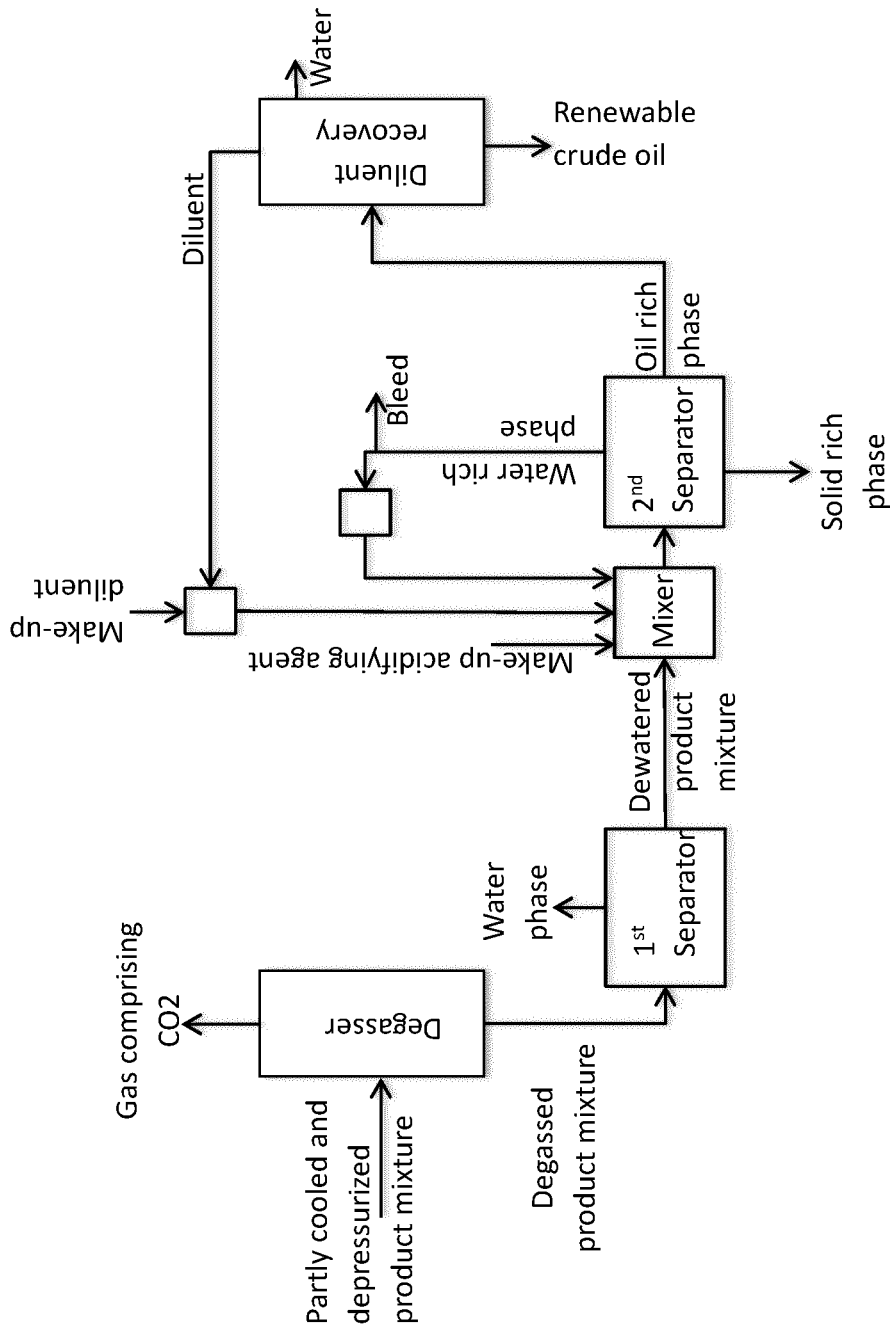 Gas comprising
CO2
Partly cooled and
depressurized
product mixture
Degasser
Degassed
product mixture
Water
phase
1st
Separator
Dewatered
product
mixture
Make-up
diluent
Make-up acidifying agent
Mixer
Water rich
phase
Bleed
2nd
Separator
Solid rich
phase
Oil rich
phase
Diluent
Diluent
recovery
Water
Renewable
crude oil